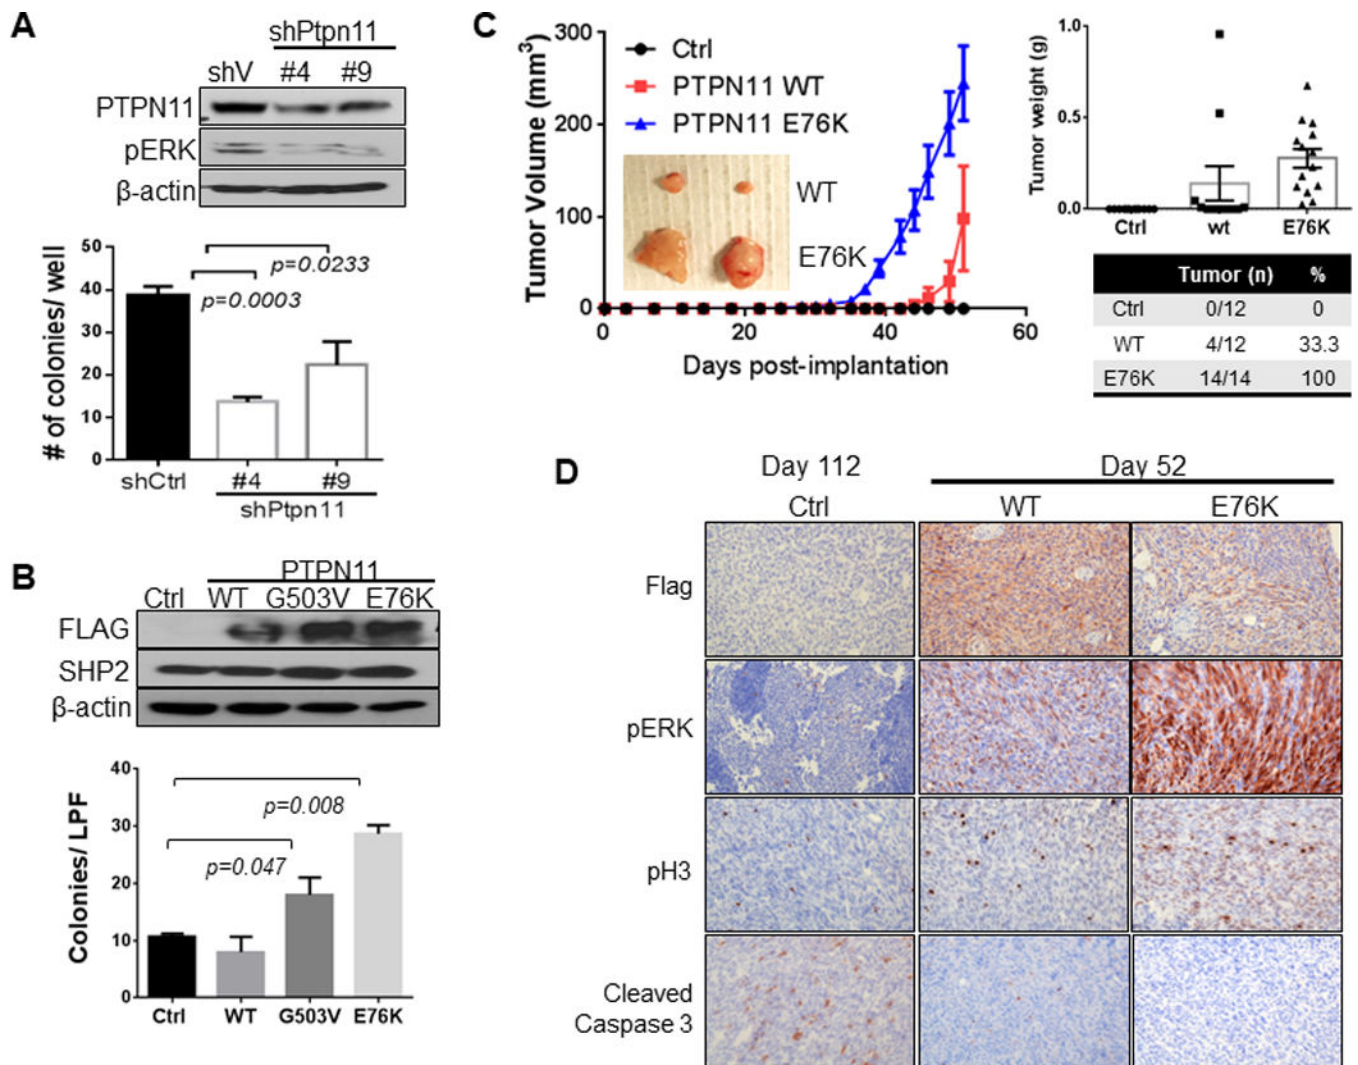 A
shPtpn11
shV #4 #9
PTPN11
pERK
β-actin
50
40
30
20
10
0
# of colonies/ well
p=0.0233
p=0.0003
shCtrl #4 #9
shPtpn11
B
PTPN11
Ctrl WT G503V E76K
FLAG
SHP2
β-actin
40
30
20
10
0
Colonies/ LPF
p=0.008
p=0.047
Ctrl WT G503V E76K
C
300
200
100
0
Tumor Volume (mm³)
Ctrl
PTPN11 WT
PTPN11 E76K
WT
E76K
0 20 40 60
Days post-implantation
1.0
0.5
0.0
Tumor weight (g)
Ctrl wt E76K
Tumor (n) %
Ctrl 0/12 0
WT 4/12 33.3
E76K 14/14 100
D
Day 112 Day 52
Ctrl WT E76K
Flag
pERK
pH3
Cleaved
Caspase 3